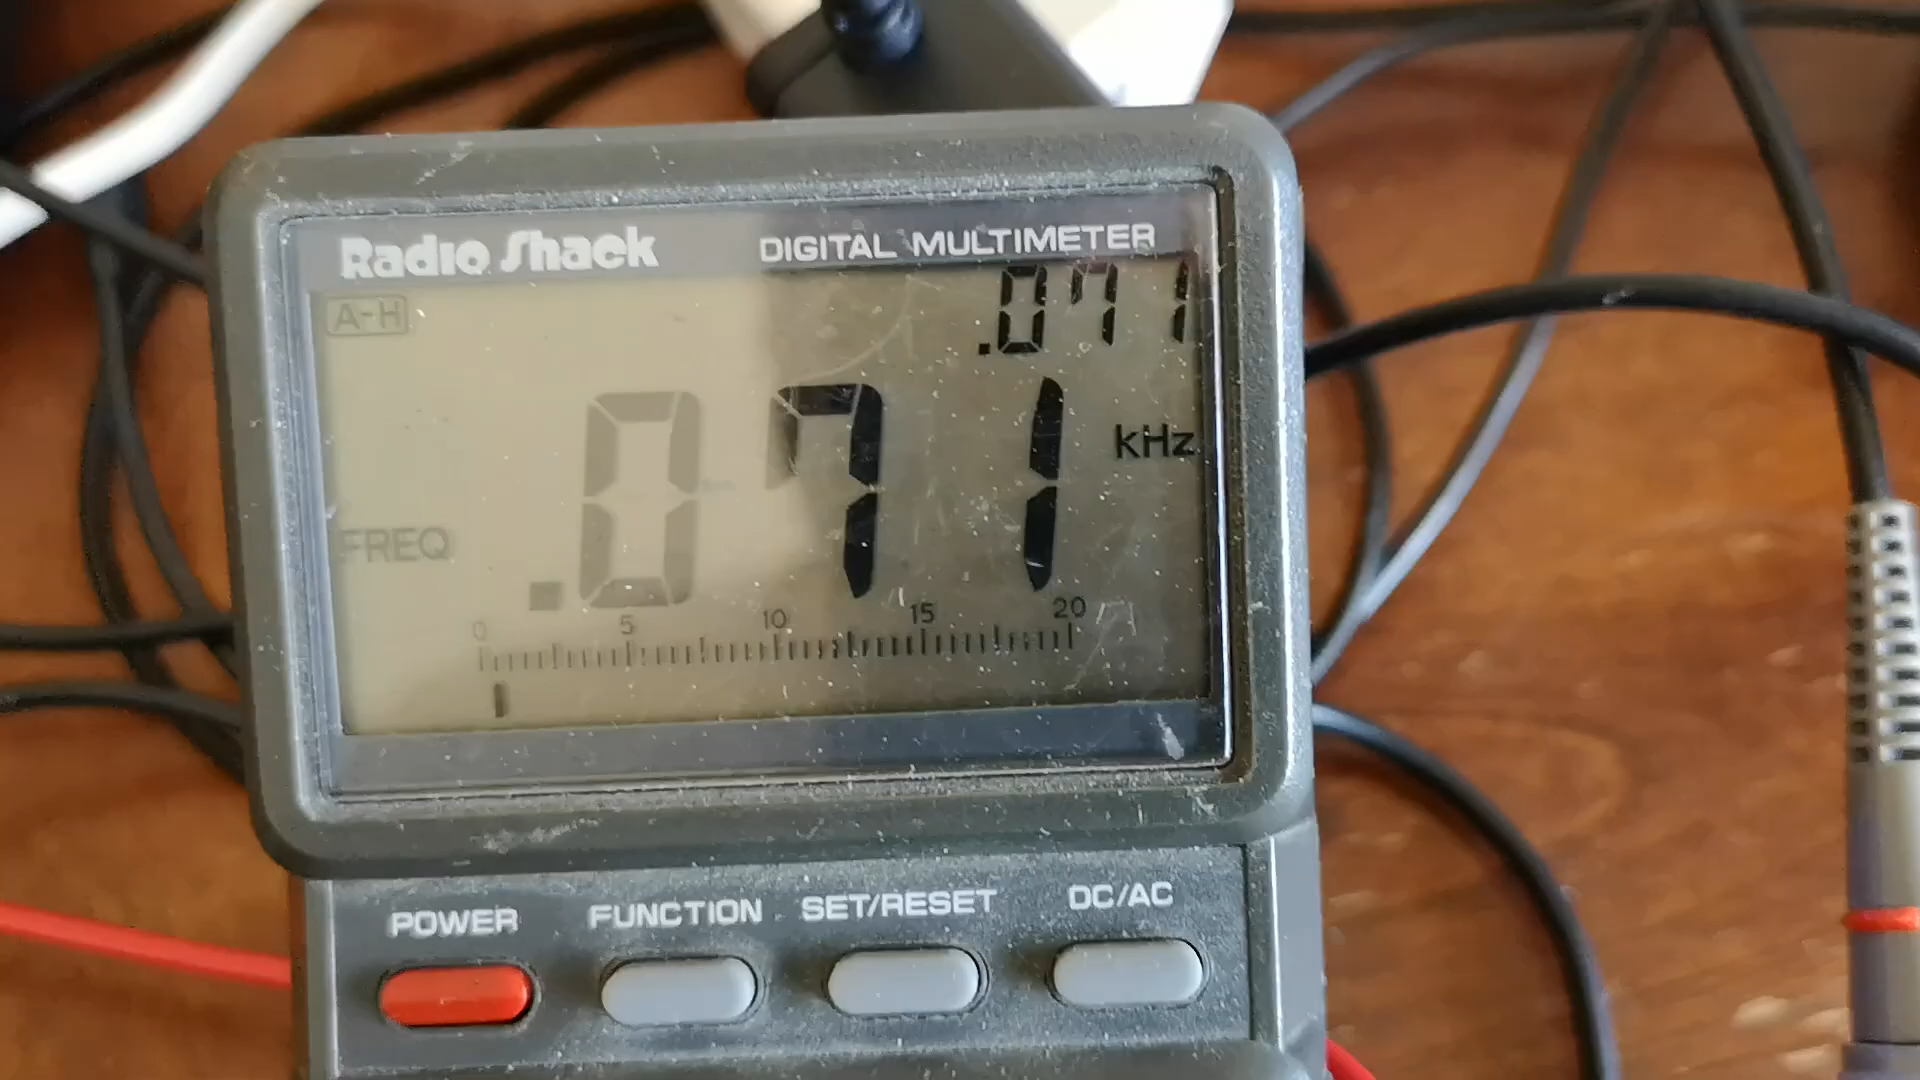 Radio Shack DIGITAL MULTIMETER
A-H .071
.071 kHz
FREQ
0 5 10 15 20
POWER FUNCTION SET/RESET DC/AC